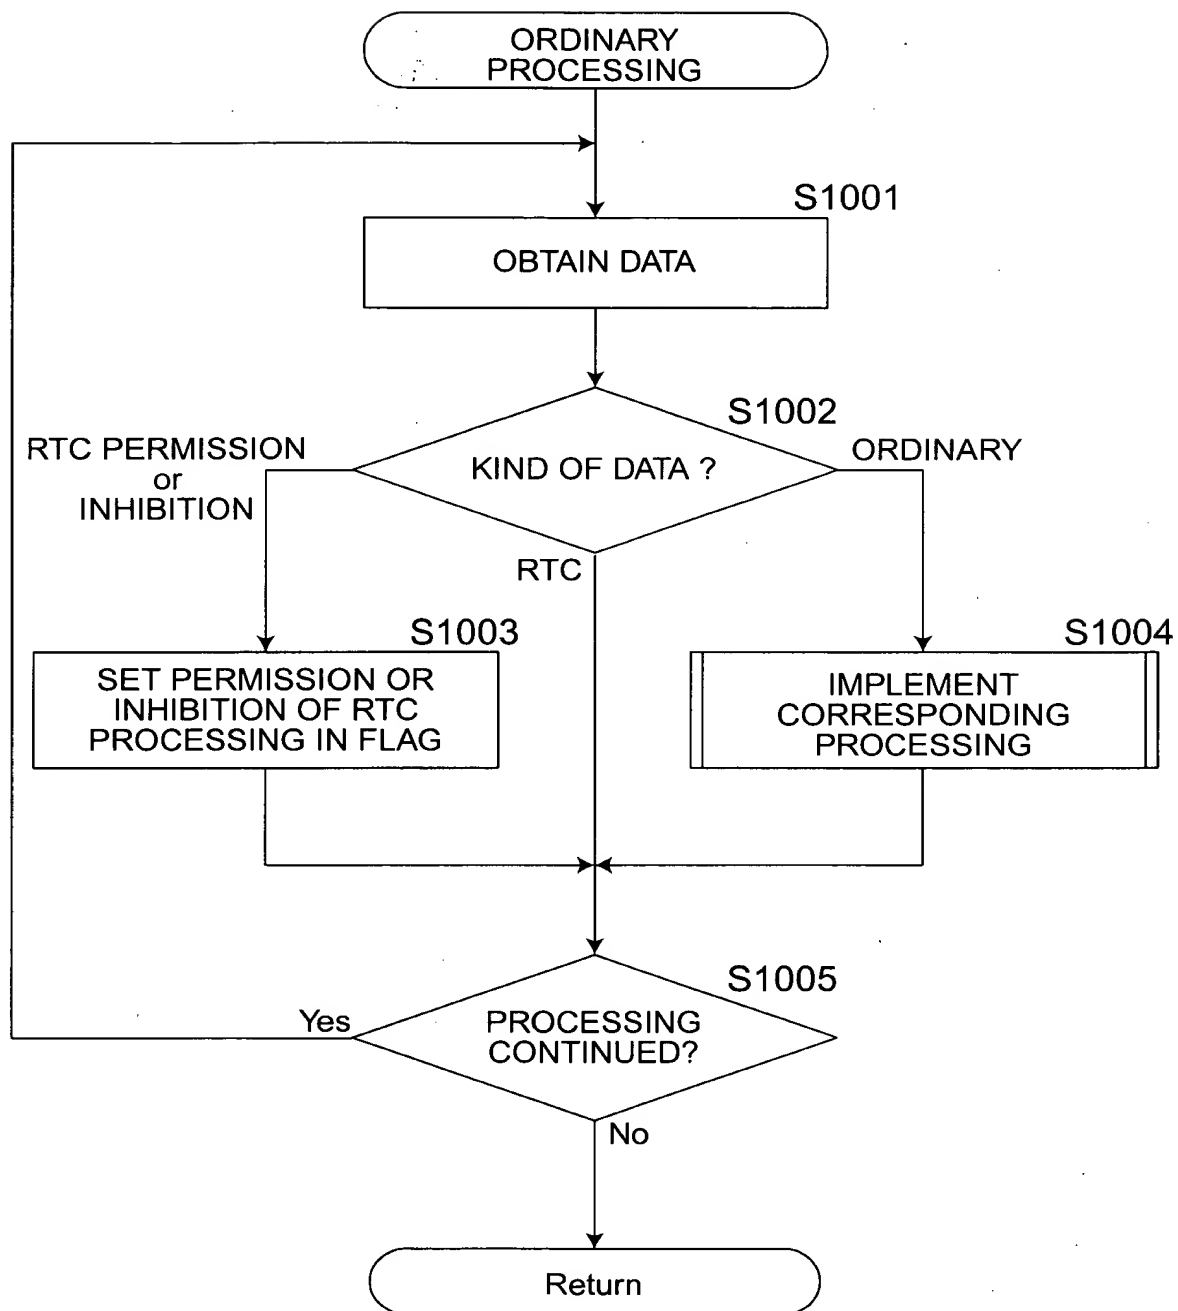 ORDINARY
PROCESSING
S1001
OBTAIN DATA
S1002
KIND OF DATA ?
RTC PERMISSION
or
INHIBITION
ORDINARY
RTC
S1003
SET PERMISSION OR
INHIBITION OF RTC
PROCESSING IN FLAG
S1004
IMPLEMENT
CORRESPONDING
PROCESSING
S1005
PROCESSING
CONTINUED?
Yes
No
Return